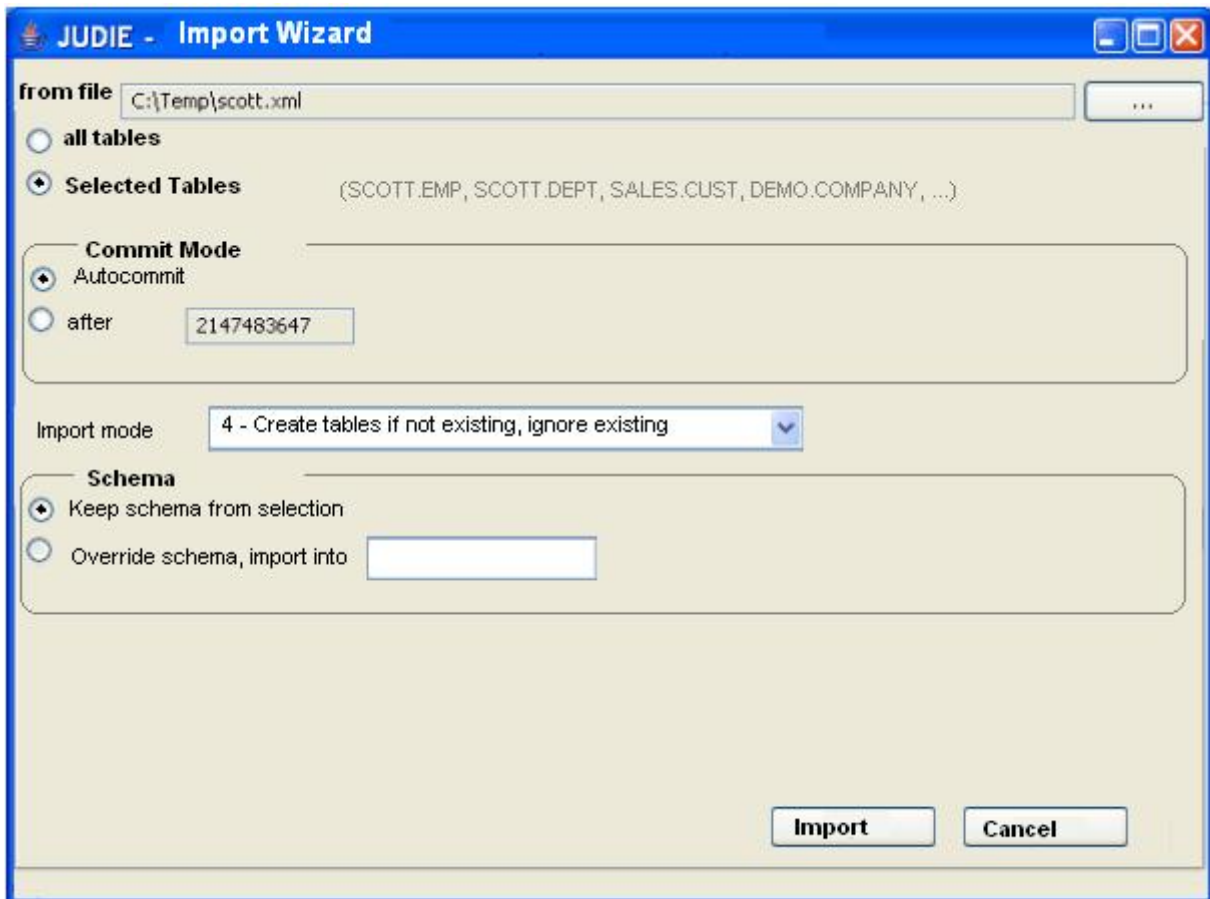 JUDIE - Import Wizard
from file C:\Temp\scott.xml ...
all tables
Selected Tables (SCOTT.EMP, SCOTT.DEPT, SALES.CUST, DEMO.COMPANY, ...)
Commit Mode
Autocommit
after 2147483647
Import mode 4 - Create tables if not existing, ignore existing
Schema
Keep schema from selection
Override schema, import into
Import Cancel